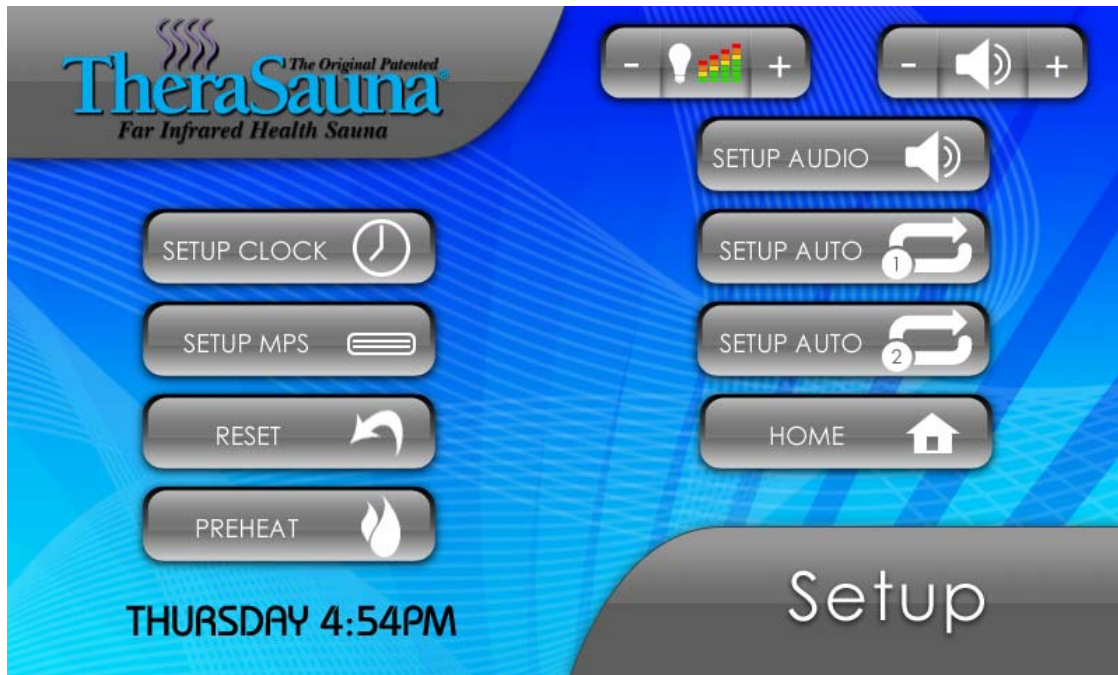 The Original Patented
TheraSauna®
Far Infrared Health Sauna
- +
- +
SETUP AUDIO
SETUP CLOCK
SETUP AUTO 1
SETUP MPS
SETUP AUTO 2
RESET
HOME
PREHEAT
THURSDAY 4:54PM
Setup